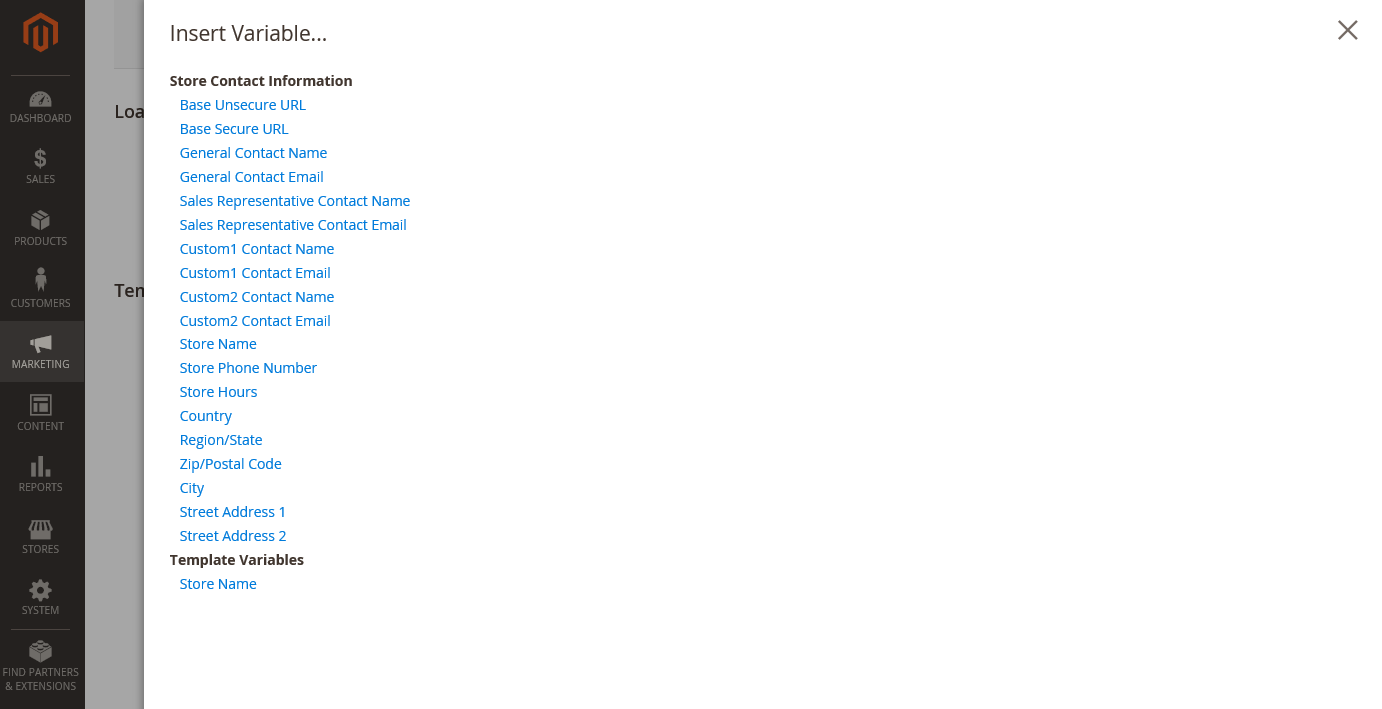 Insert Variable...
Store Contact Information
Base Unsecure URL
Base Secure URL
General Contact Name
General Contact Email
Sales Representative Contact Name
Sales Representative Contact Email
Custom1 Contact Name
Custom1 Contact Email
Custom2 Contact Name
Custom2 Contact Email
Store Name
Store Phone Number
Store Hours
Country
Region/State
Zip/Postal Code
City
Street Address 1
Street Address 2
Template Variables
Store Name
DASHBOARD
SALES
PRODUCTS
CUSTOMERS
MARKETING
CONTENT
REPORTS
STORES
SYSTEM
FIND PARTNERS
& EXTENSIONS